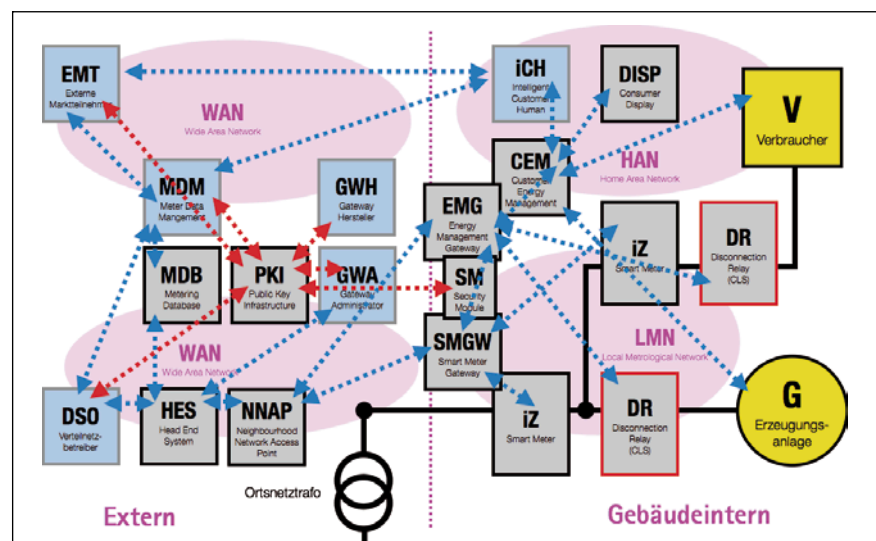 EMT
Externe
Marktteilnehmer
WAN
Wide Area Network
iCH
Intelligent
Customer
Human
DISP
Consumer
Display
V
Verbraucher
HAN
Home Area Network
CEM
Customer
Energy
Management
MDM
Meter Data
Mangement
GWH
Gateway
Hersteller
EMG
Energy
Management
Gateway
MDB
Metering
Database
PKI
Public Key
Infrastructure
GWA
Gateway
Administrator
SM
Security
Module
iZ
Smart Meter
DR
Disconnection
Relay
(CLS)
WAN
Wide Area Network
SMGW
Smart Meter
Gateway
LMN
Local Metrological Network
DSO
Verteilnetz-
betreiber
HES
Head End
System
NNAP
Neighbourhood
Network Access
Point
iZ
Smart Meter
DR
Disconnection
Relay
(CLS)
G
Erzeugungs-
anlage
Ortsnetztrafo
Extern
Gebäudeintern